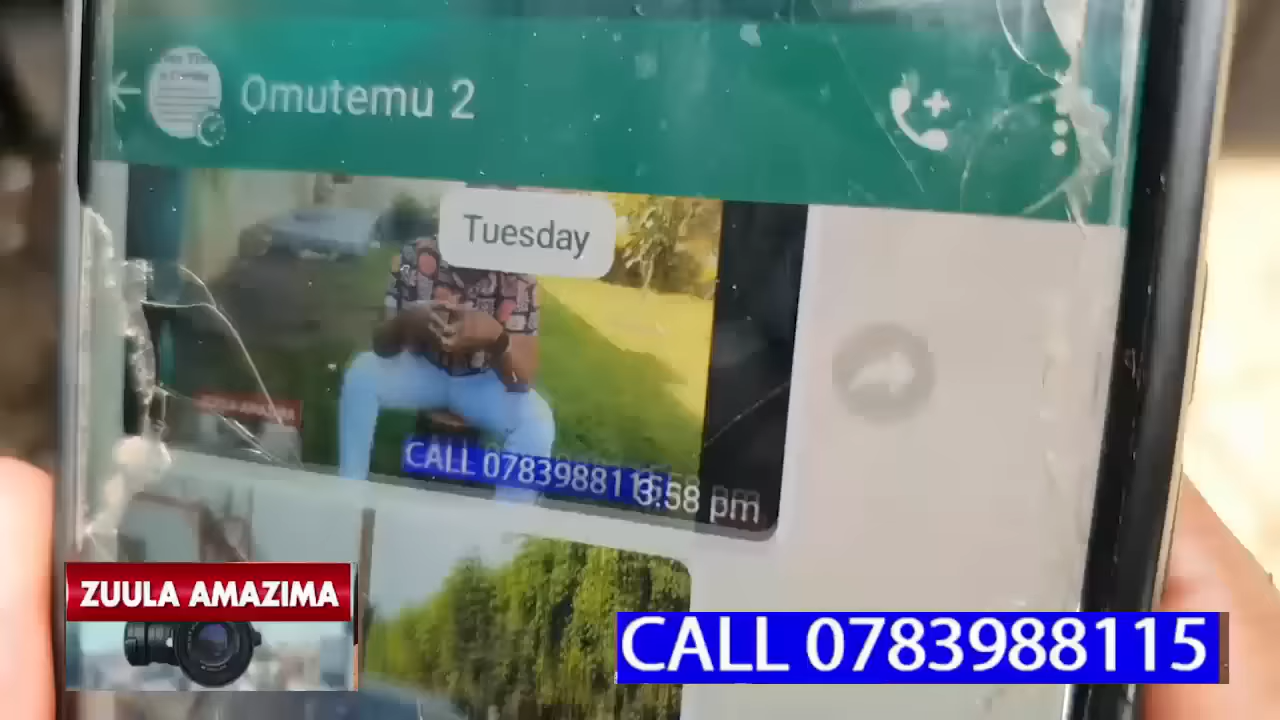 Omutemu 2
Tuesday
CALL 078398811
3:58 pm
ZUULA AMAZIMA
CALL 0783988115